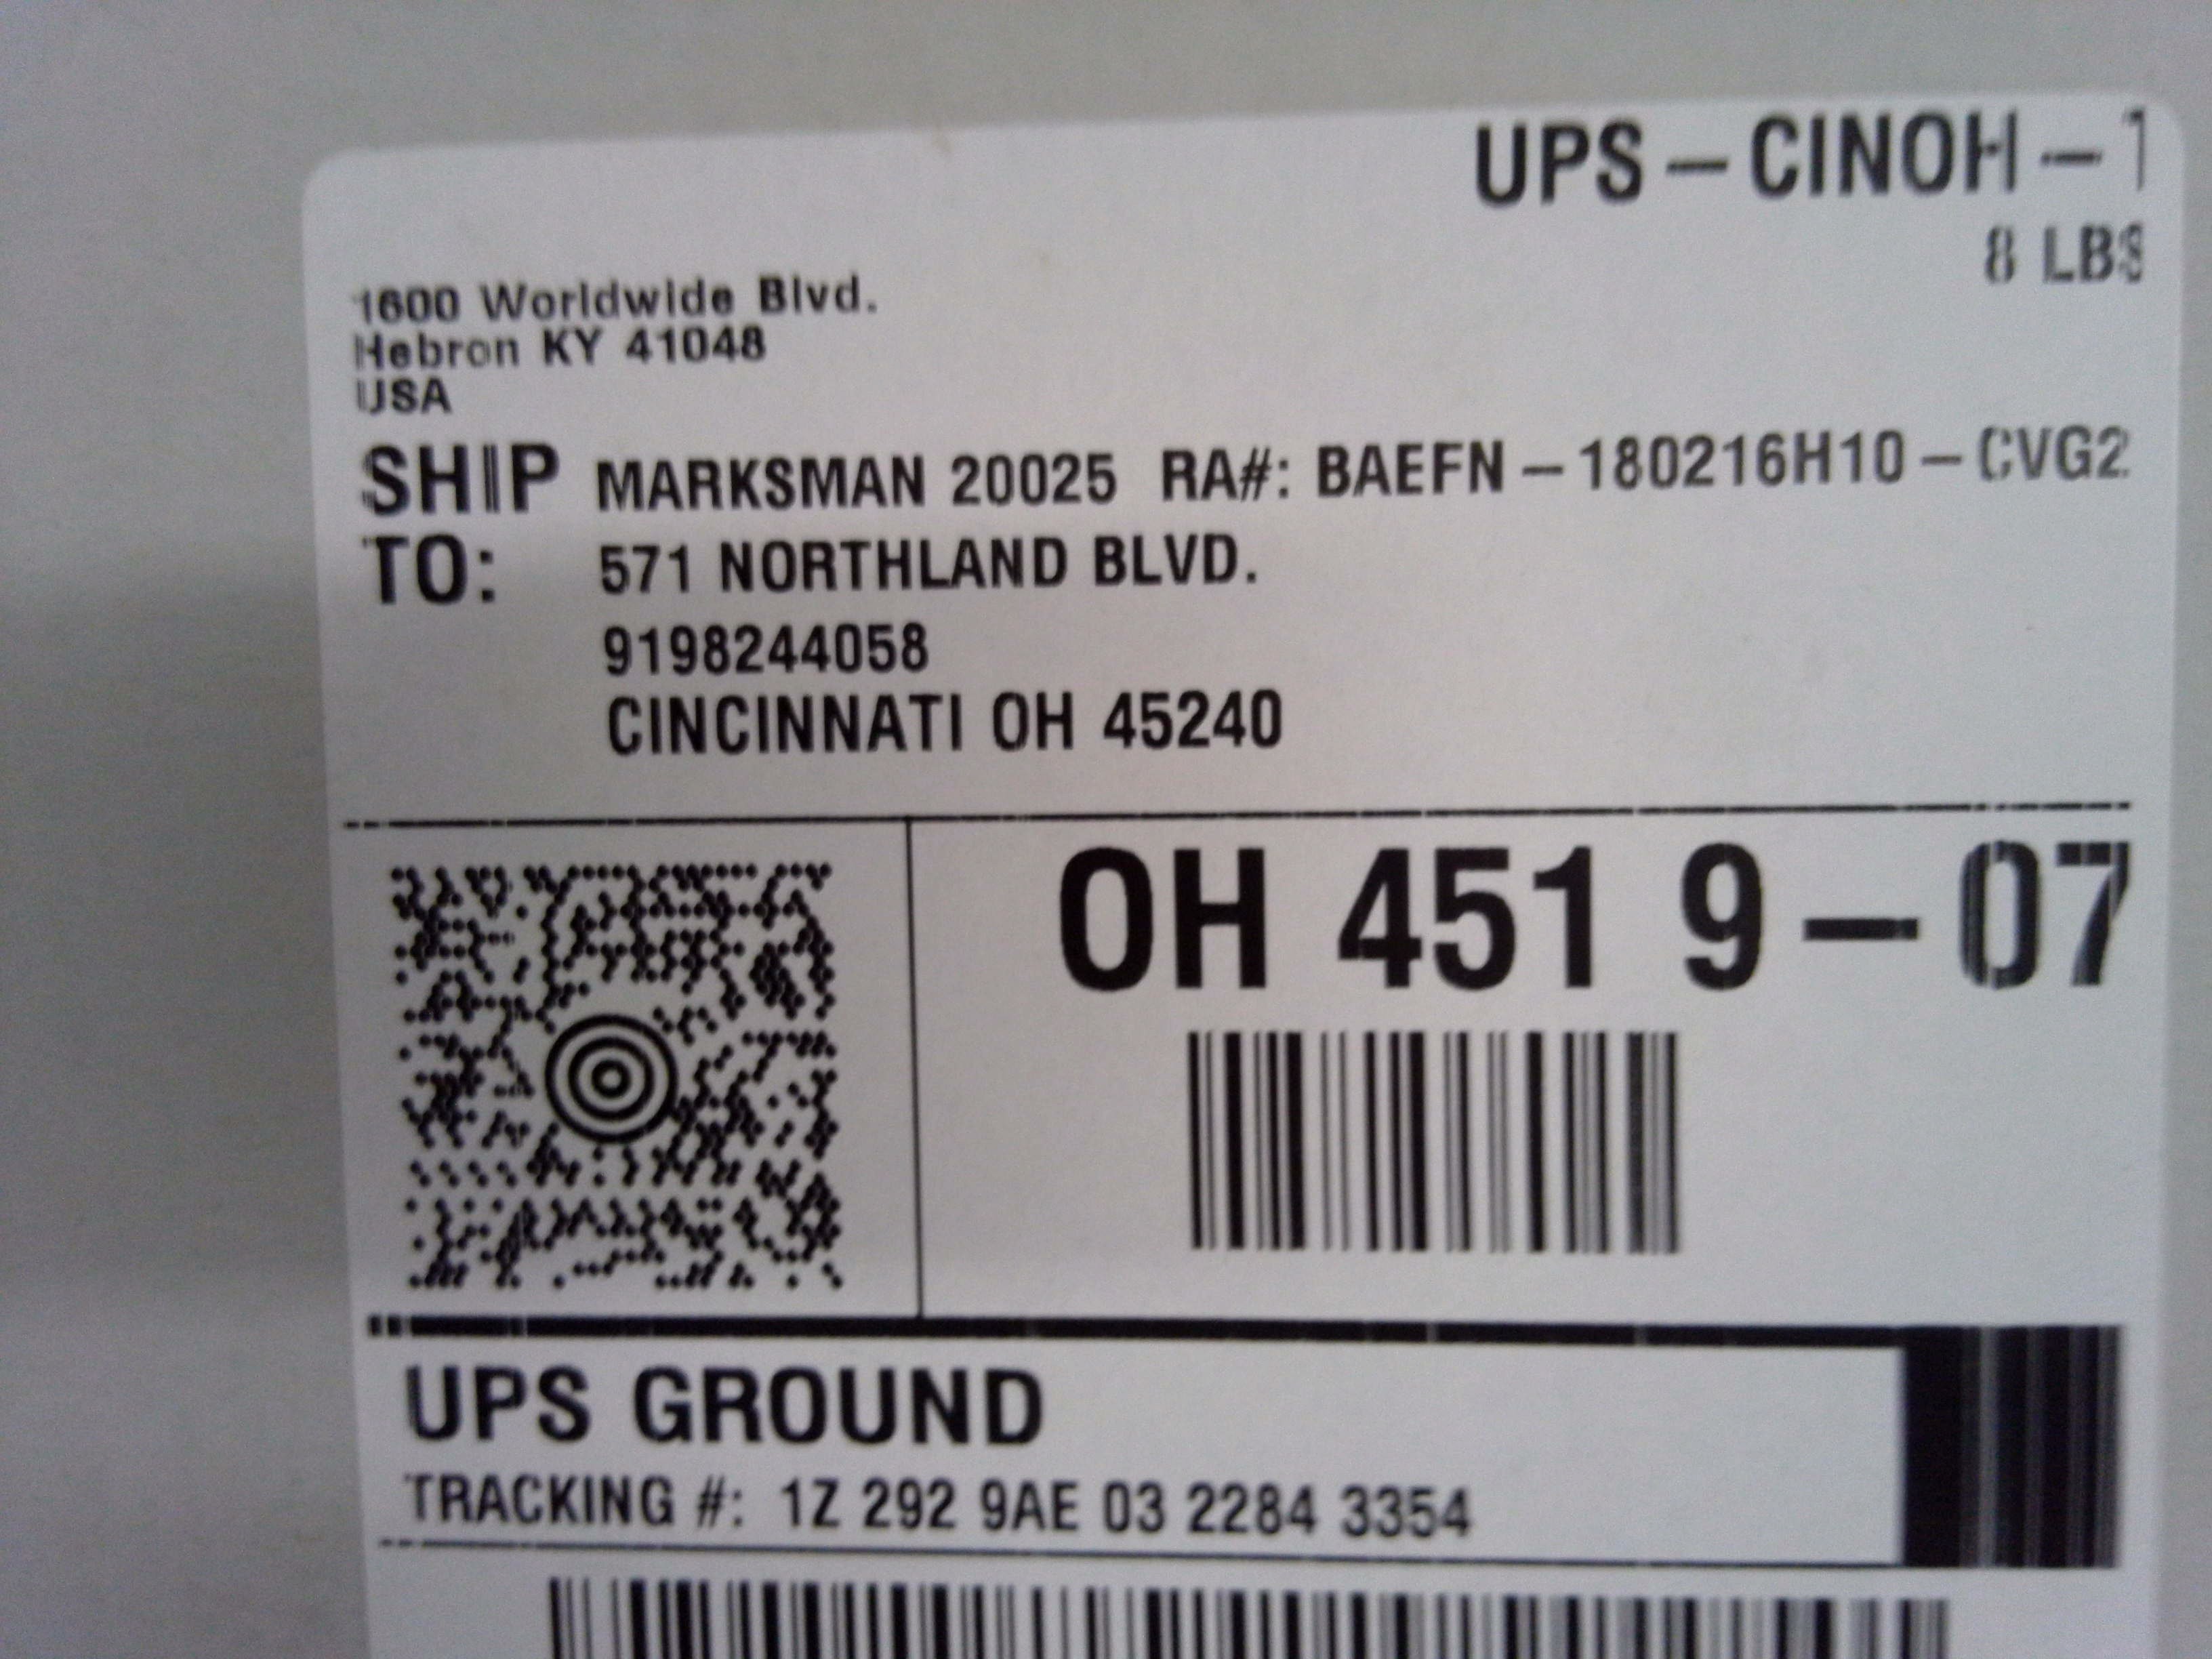 UPS – CINOH –
8 LBS
1600 Worldwide Blvd.
Hebron KY 41048
USA
SHIP TO: MARKSMAN 20025 RA#: BAEFN – 180216H10 – CVG2
571 NORTHLAND BLVD.
9198244058
CINCINNATI OH 45240
OH 451 9 – 07
UPS GROUND
TRACKING #: 1Z 292 9AE 03 2284 3354